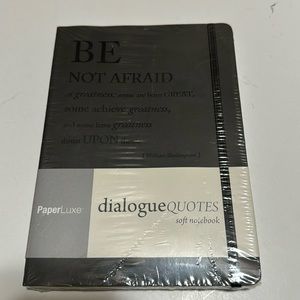 BE
NOT AFRAID
of greatness: some are born GREAT,
some achieve greatness,
and some have greatness
thrust UPON them.
[ William Shakespeare ]
PaperLuxe
dialogueQUOTES
soft notebook